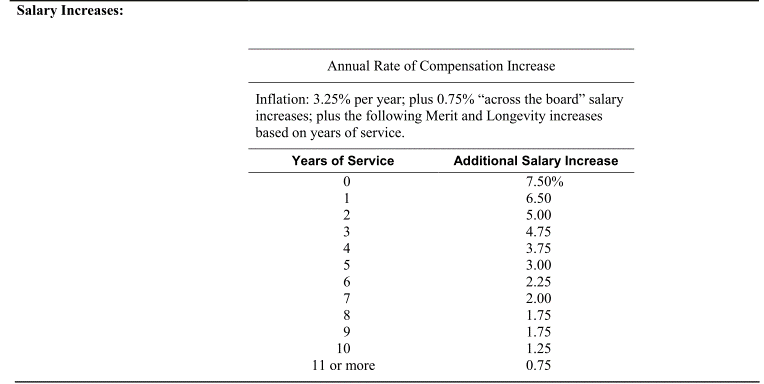 Salary Increases:
Annual Rate of Compensation Increase
Inflation: 3.25% per year; plus 0.75% “across the board” salary
increases; plus the following Merit and Longevity increases
based on years of service.
Years of Service Additional Salary Increase
0 7.50%
1 6.50
2 5.00
3 4.75
4 3.75
5 3.00
6 2.25
7 2.00
8 1.75
9 1.75
10 1.25
11 or more 0.75